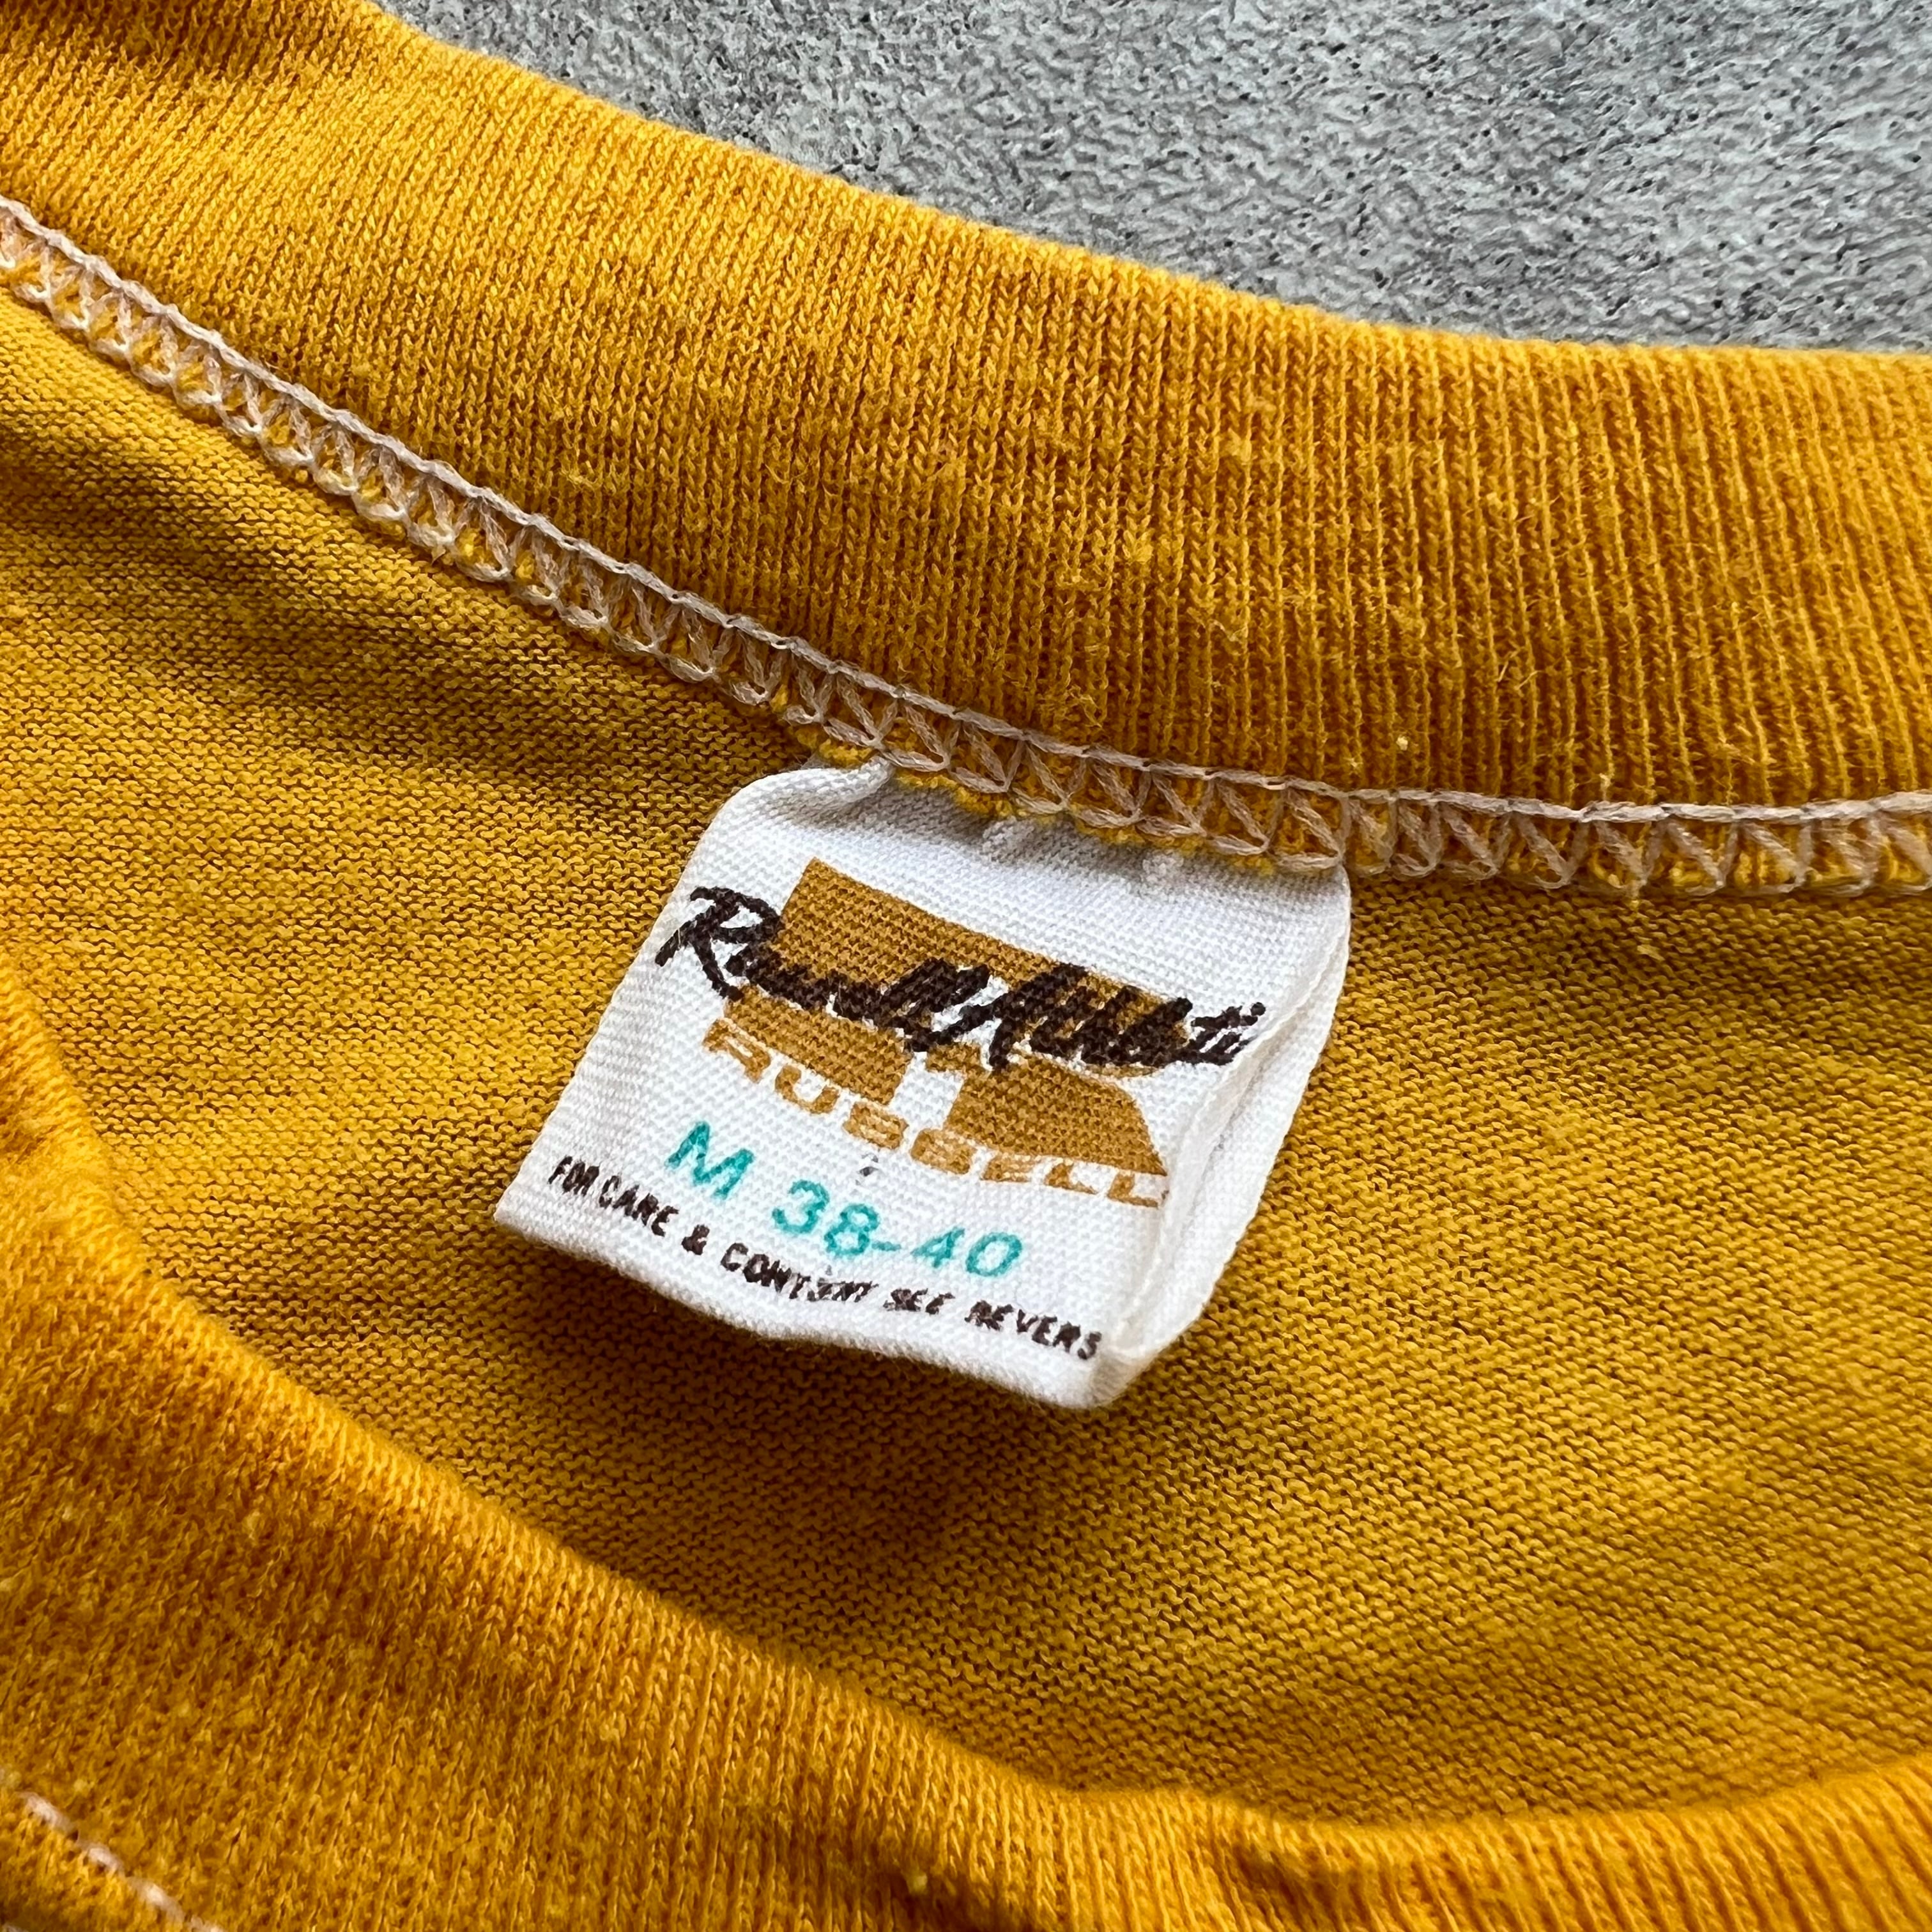 Russell Athletic
RUSSELL
M 38-40
FOR CARE & CONTENT SEE REVERS